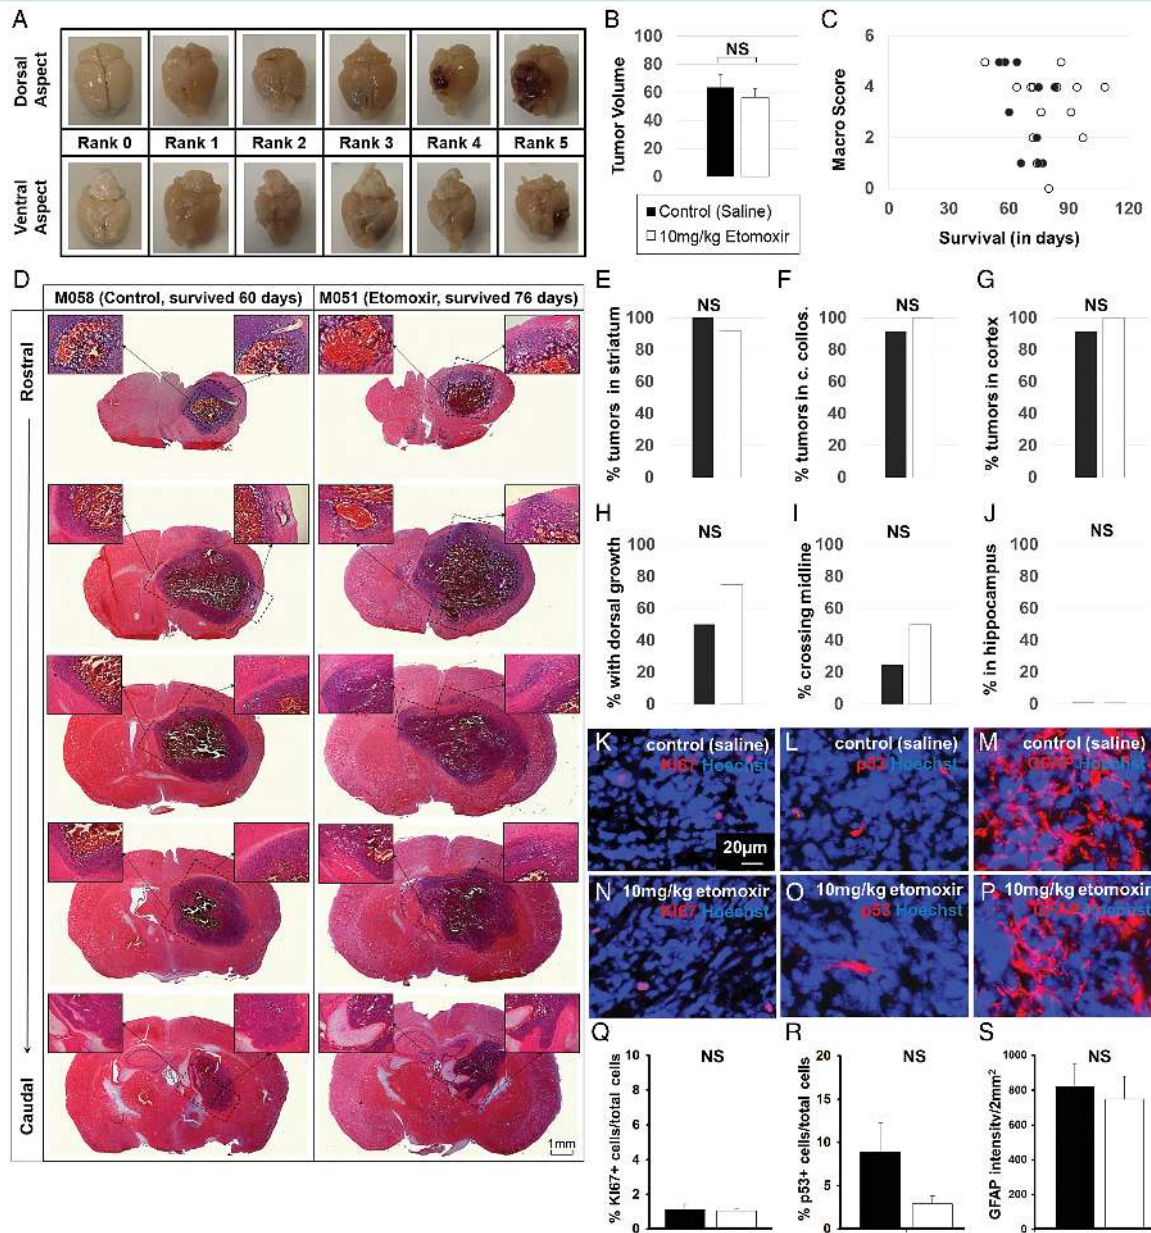 A
Dorsal Aspect
Rank 0 Rank 1 Rank 2 Rank 3 Rank 4 Rank 5
Ventral Aspect
B
NS
Tumor Volume
100
80
60
40
20
0
Control (Saline)
10mg/kg Etomoxir
C
Macro Score
6
4
2
0
0 30 60 90 120
Survival (in days)
D
M058 (Control, survived 60 days) M051 (Etomoxir, survived 76 days)
Rostral
Caudal
1mm
E
NS
% tumors in striatum
100
80
60
40
20
0
F
NS
% tumors in c. collos.
100
80
60
40
20
0
G
NS
% tumors in cortex
100
80
60
40
20
0
H
NS
% with dorsal growth
100
80
60
40
20
0
I
NS
% crossing midline
100
80
60
40
20
0
J
NS
% in hippocampus
100
80
60
40
20
0
K
control (saline)
KI67 Hoechst
20µm
L
control (saline)
p53 Hoechst
M
control (saline)
GFAP Hoechst
N
10mg/kg etomoxir
KI67 Hoechst
O
10mg/kg etomoxir
p53 Hoechst
P
10mg/kg etomoxir
GFAP Hoechst
Q
NS
% KI67+ cells/total cells
10
8
6
4
2
0
R
NS
% p53+ cells/total cells
20
15
10
5
0
S
NS
GFAP intensity/2mm²
1000
800
600
400
200
0